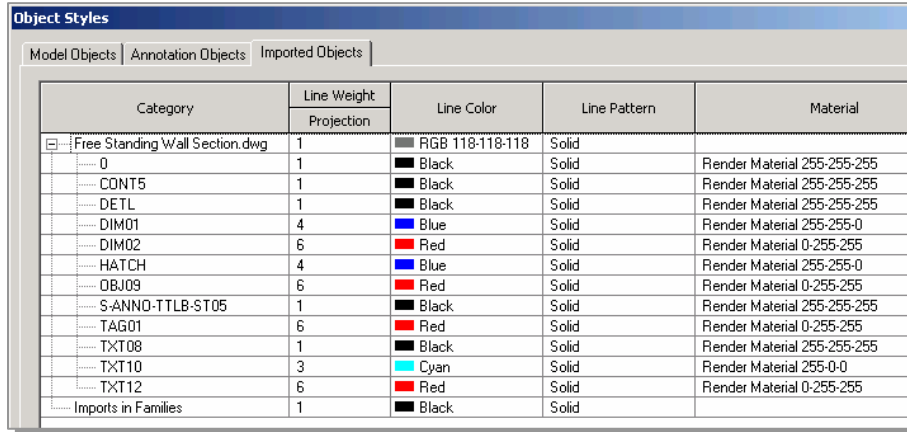 Object Styles
Model Objects Annotation Objects Imported Objects
Category Line Weight Projection Line Color Line Pattern Material
Free Standing Wall Section.dwg 1 RGB 118-118-118 Solid
0 1 Black Solid Render Material 255-255-255
CONT5 1 Black Solid Render Material 255-255-255
DETL 1 Black Solid Render Material 255-255-255
DIM01 4 Blue Solid Render Material 255-255-0
DIM02 6 Red Solid Render Material 0-255-255
HATCH 4 Blue Solid Render Material 255-255-0
OBJ09 6 Red Solid Render Material 0-255-255
S-ANNO-TTLB-ST05 1 Black Solid Render Material 255-255-255
TAG01 6 Red Solid Render Material 0-255-255
TXT08 1 Black Solid Render Material 255-255-255
TXT10 3 Cyan Solid Render Material 255-0-0
TXT12 6 Red Solid Render Material 0-255-255
Imports in Families 1 Black Solid